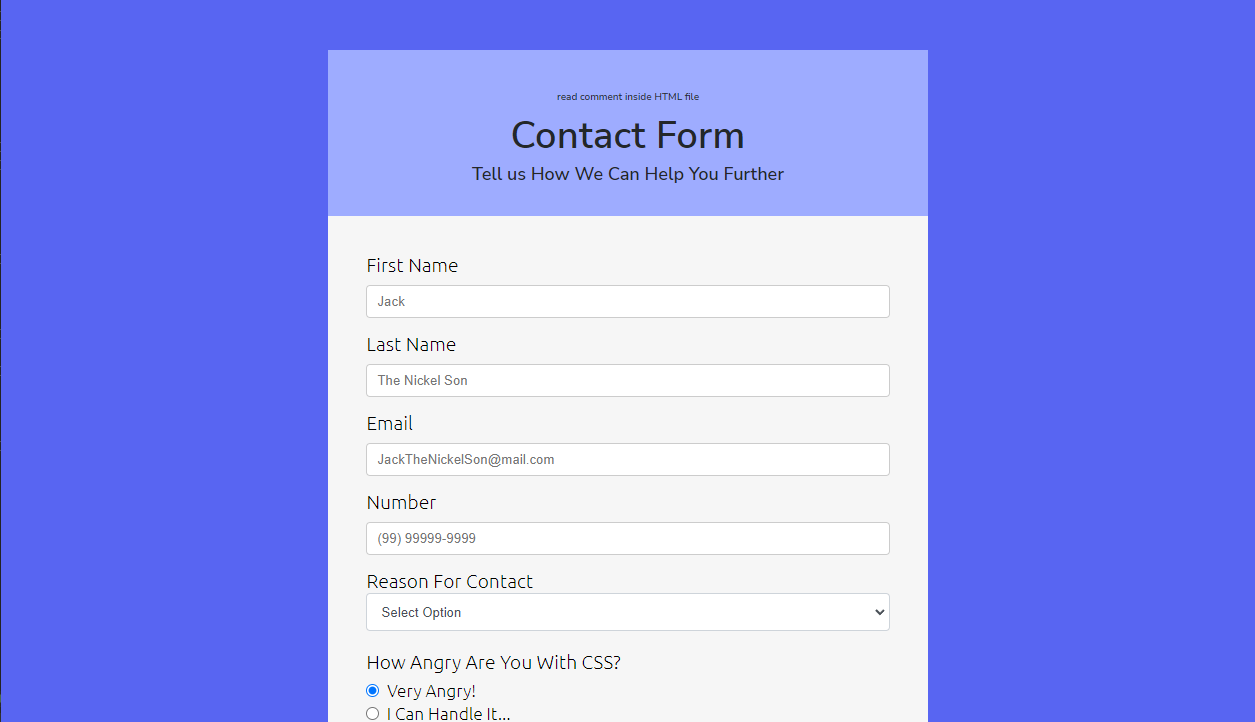 read comment inside HTML file
Contact Form
Tell us How We Can Help You Further
First Name
Jack
Last Name
The Nickel Son
Email
JackTheNickelSon@mail.com
Number
(99) 99999-9999
Reason For Contact
Select Option
How Angry Are You With CSS?
Very Angry!
I Can Handle It...